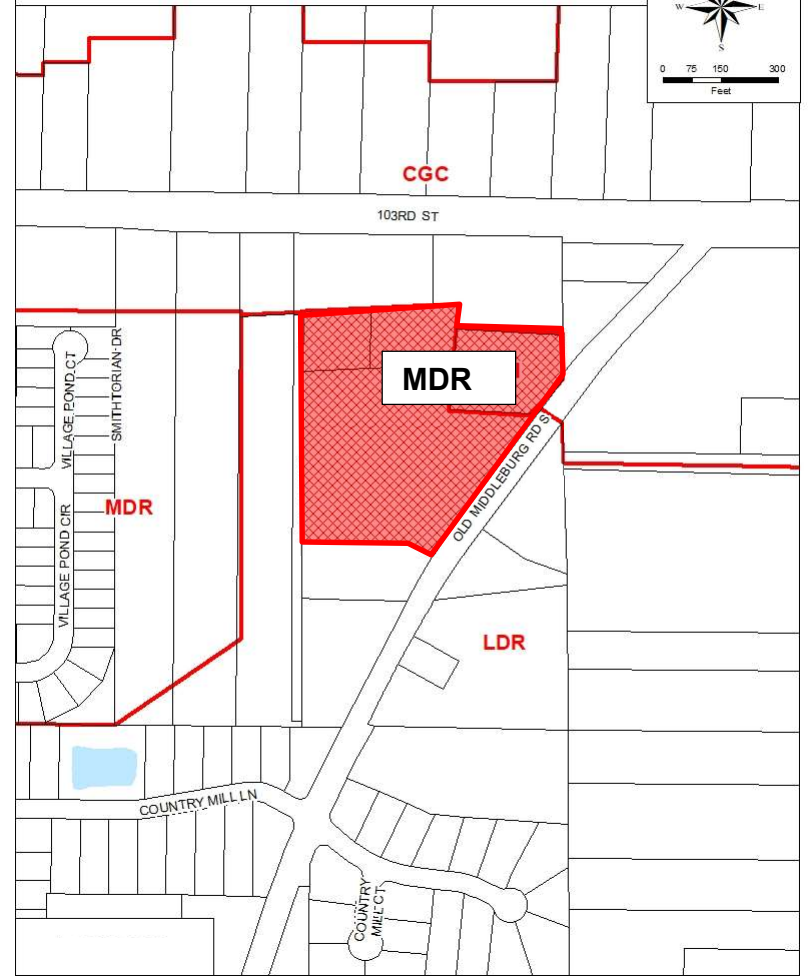 W E
S
0 75 150 300
Feet
CGC
103RD ST
MDR
VILLAGE POND CT
SMITHTORIAN DR
OLD MIDDLEBURG RD S
MDR
VILLAGE POND CIR
LDR
COUNTRY MILL LN
COUNTRY
MILL CT